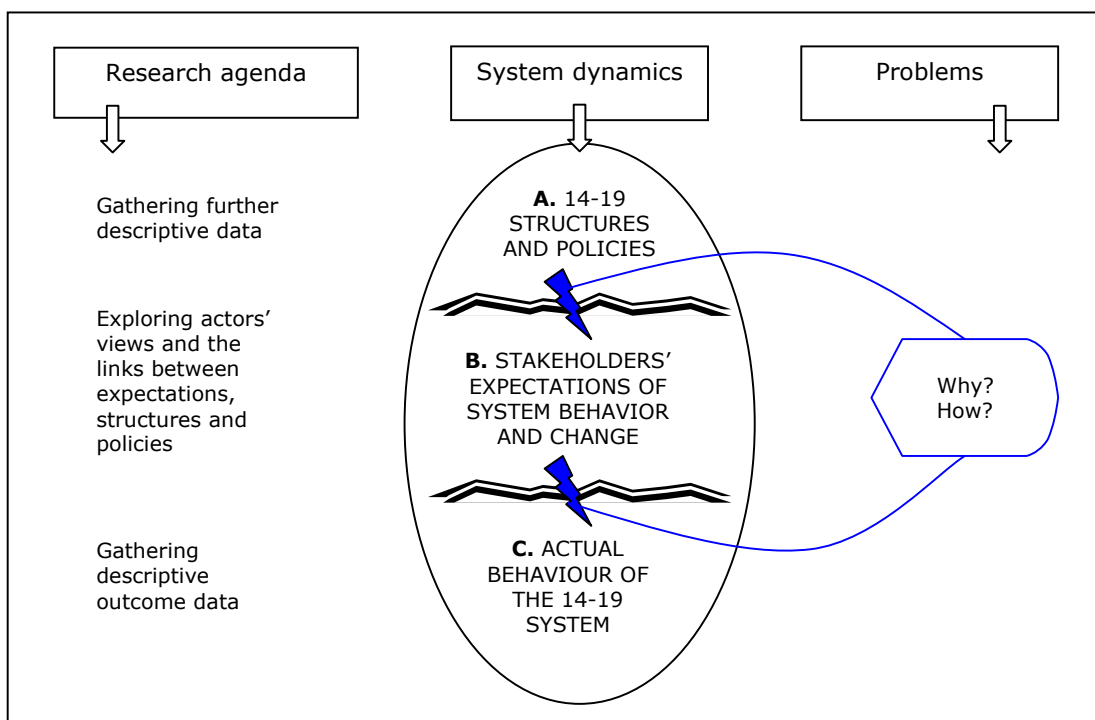 Research agenda
System dynamics
Problems
Gathering further
descriptive data
Exploring actors'
views and the
links between
expectations,
structures and
policies
Gathering
descriptive
outcome data
A. 14-19
STRUCTURES
AND POLICIES
B. STAKEHOLDERS'
EXPECTATIONS OF
SYSTEM BEHAVIOR
AND CHANGE
C. ACTUAL
BEHAVIOUR OF
THE 14-19
SYSTEM
Why?
How?